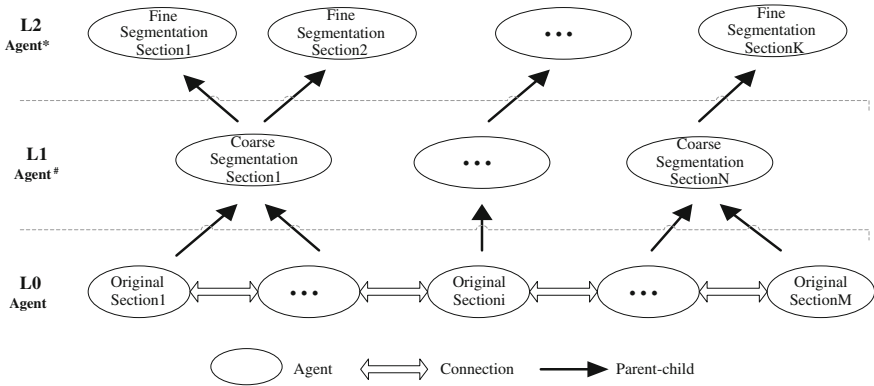 L2
Agent*
Fine
Segmentation
Section1
Fine
Segmentation
Section2
•••
Fine
Segmentation
SectionK
L1
Agent#
Coarse
Segmentation
Section1
•••
Coarse
Segmentation
SectionN
L0
Agent
Original
Section1
•••
Original
Sectioni
•••
Original
SectionM
Agent
Connection
Parent-child